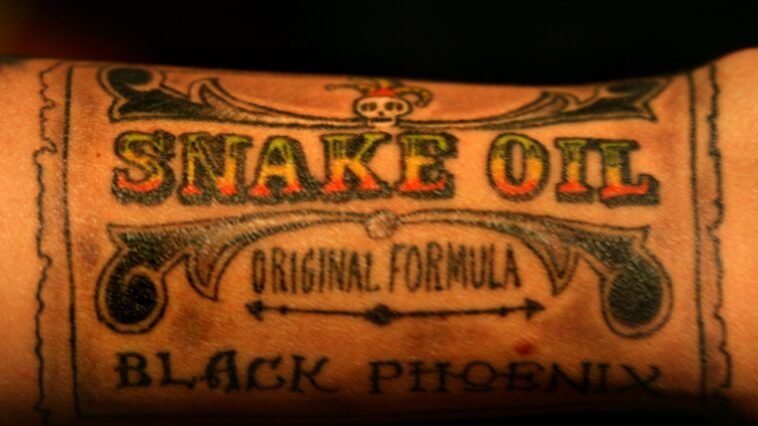 SNAKE OIL
ORIGINAL FORMULA
BLACK PHOENIX